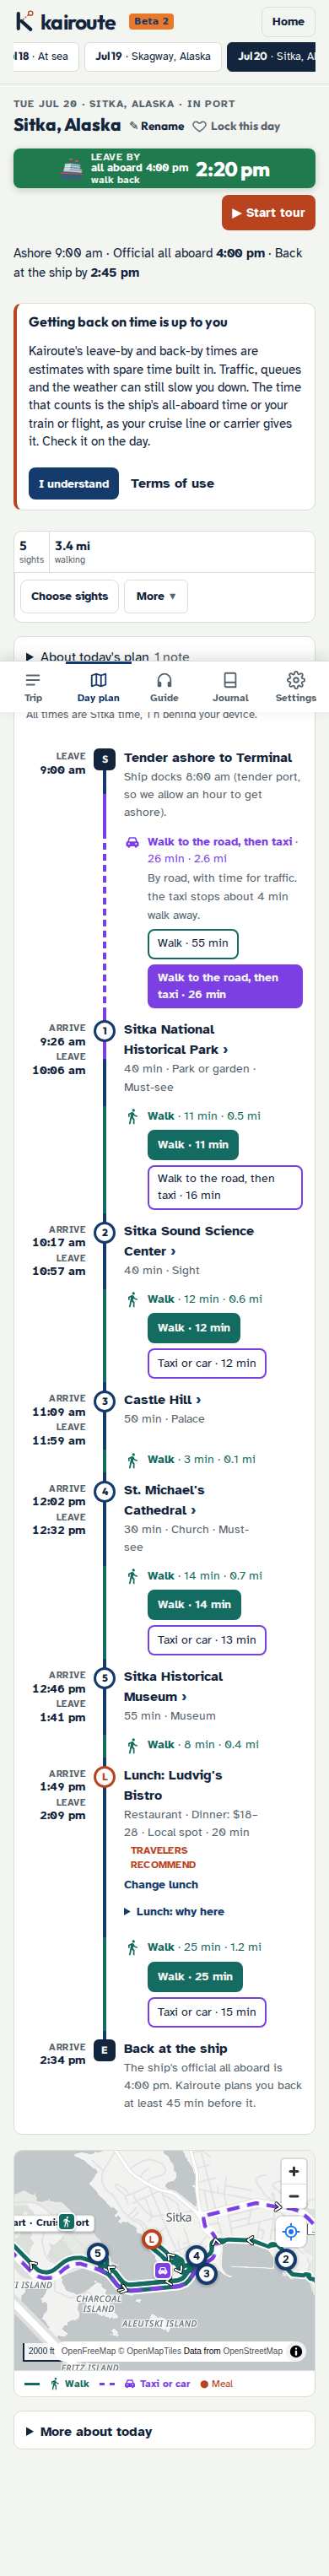 kairoute Beta 2 Home
l 18 · At sea Jul 19 · Skagway, Alaska Jul 20 · Sitka, Al
TUE JUL 20 · SITKA, ALASKA · IN PORT
Sitka, Alaska ✎ Rename Lock this day
LEAVE BY
all aboard 4:00 pm 2:20 pm
walk back
▶ Start tour
Ashore 9:00 am · Official all aboard 4:00 pm · Back
at the ship by 2:45 pm
Getting back on time is up to you
Kairoute's leave-by and back-by times are
estimates with spare time built in. Traffic, queues
and the weather can still slow you down. The time
that counts is the ship's all-aboard time or your
train or flight, as your cruise line or carrier gives
it. Check it on the day.
I understand Terms of use
5 3.4 mi
sights walking
Choose sights More ▼
▶ About today's plan 1 note
Trip Day plan Guide Journal Settings
All times are Sitka time, 1 h behind your device.
LEAVE
9:00 am
S
Tender ashore to Terminal
Ship docks 8:00 am (tender port,
so we allow an hour to get
ashore).
Walk to the road, then taxi ·
26 min · 2.6 mi
By road, with time for traffic.
the taxi stops about 4 min
walk away.
Walk · 55 min
Walk to the road, then
taxi · 26 min
ARRIVE
9:26 am
LEAVE
10:06 am
1
Sitka National
Historical Park ›
40 min · Park or garden ·
Must-see
Walk · 11 min · 0.5 mi
Walk · 11 min
Walk to the road, then
taxi · 16 min
ARRIVE
10:17 am
LEAVE
10:57 am
2
Sitka Sound Science
Center ›
40 min · Sight
Walk · 12 min · 0.6 mi
Walk · 12 min
Taxi or car · 12 min
ARRIVE
11:09 am
LEAVE
11:59 am
3
Castle Hill ›
50 min · Palace
Walk · 3 min · 0.1 mi
ARRIVE
12:02 pm
LEAVE
12:32 pm
4
St. Michael's
Cathedral ›
30 min · Church · Must-
see
Walk · 14 min · 0.7 mi
Walk · 14 min
Taxi or car · 13 min
ARRIVE
12:46 pm
LEAVE
1:41 pm
5
Sitka Historical
Museum ›
55 min · Museum
Walk · 8 min · 0.4 mi
ARRIVE
1:49 pm
LEAVE
2:09 pm
L
Lunch: Ludvig's
Bistro
Restaurant · Dinner: $18–
28 · Local spot · 20 min
TRAVELERS
RECOMMEND
Change lunch
▶ Lunch: why here
Walk · 25 min · 1.2 mi
Walk · 25 min
Taxi or car · 15 min
ARRIVE
2:34 pm
E
Back at the ship
The ship's official all aboard is
4:00 pm. Kairoute plans you back
at least 45 min before it.
+
−
Sitka
art · Cruis ort
L
5
4
3
2
I ISLAND
CHARCOAL
ISLAND
ALEUTSKI ISLAND
2000 ft OpenFreeMap © OpenMapTiles Data from OpenStreetMap
FRITZ ISLAND
Walk Taxi or car Meal
▶ More about today